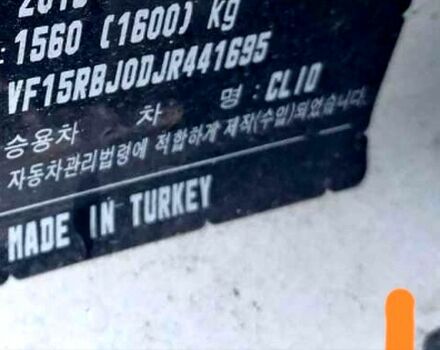 : 1560 (1600) kg
VF15RBJ0DJR441695
승용차 차 명 : CLIO
자동차관리법령에 적합하게 제작(수입)되었습니다.
MADE IN TURKEY